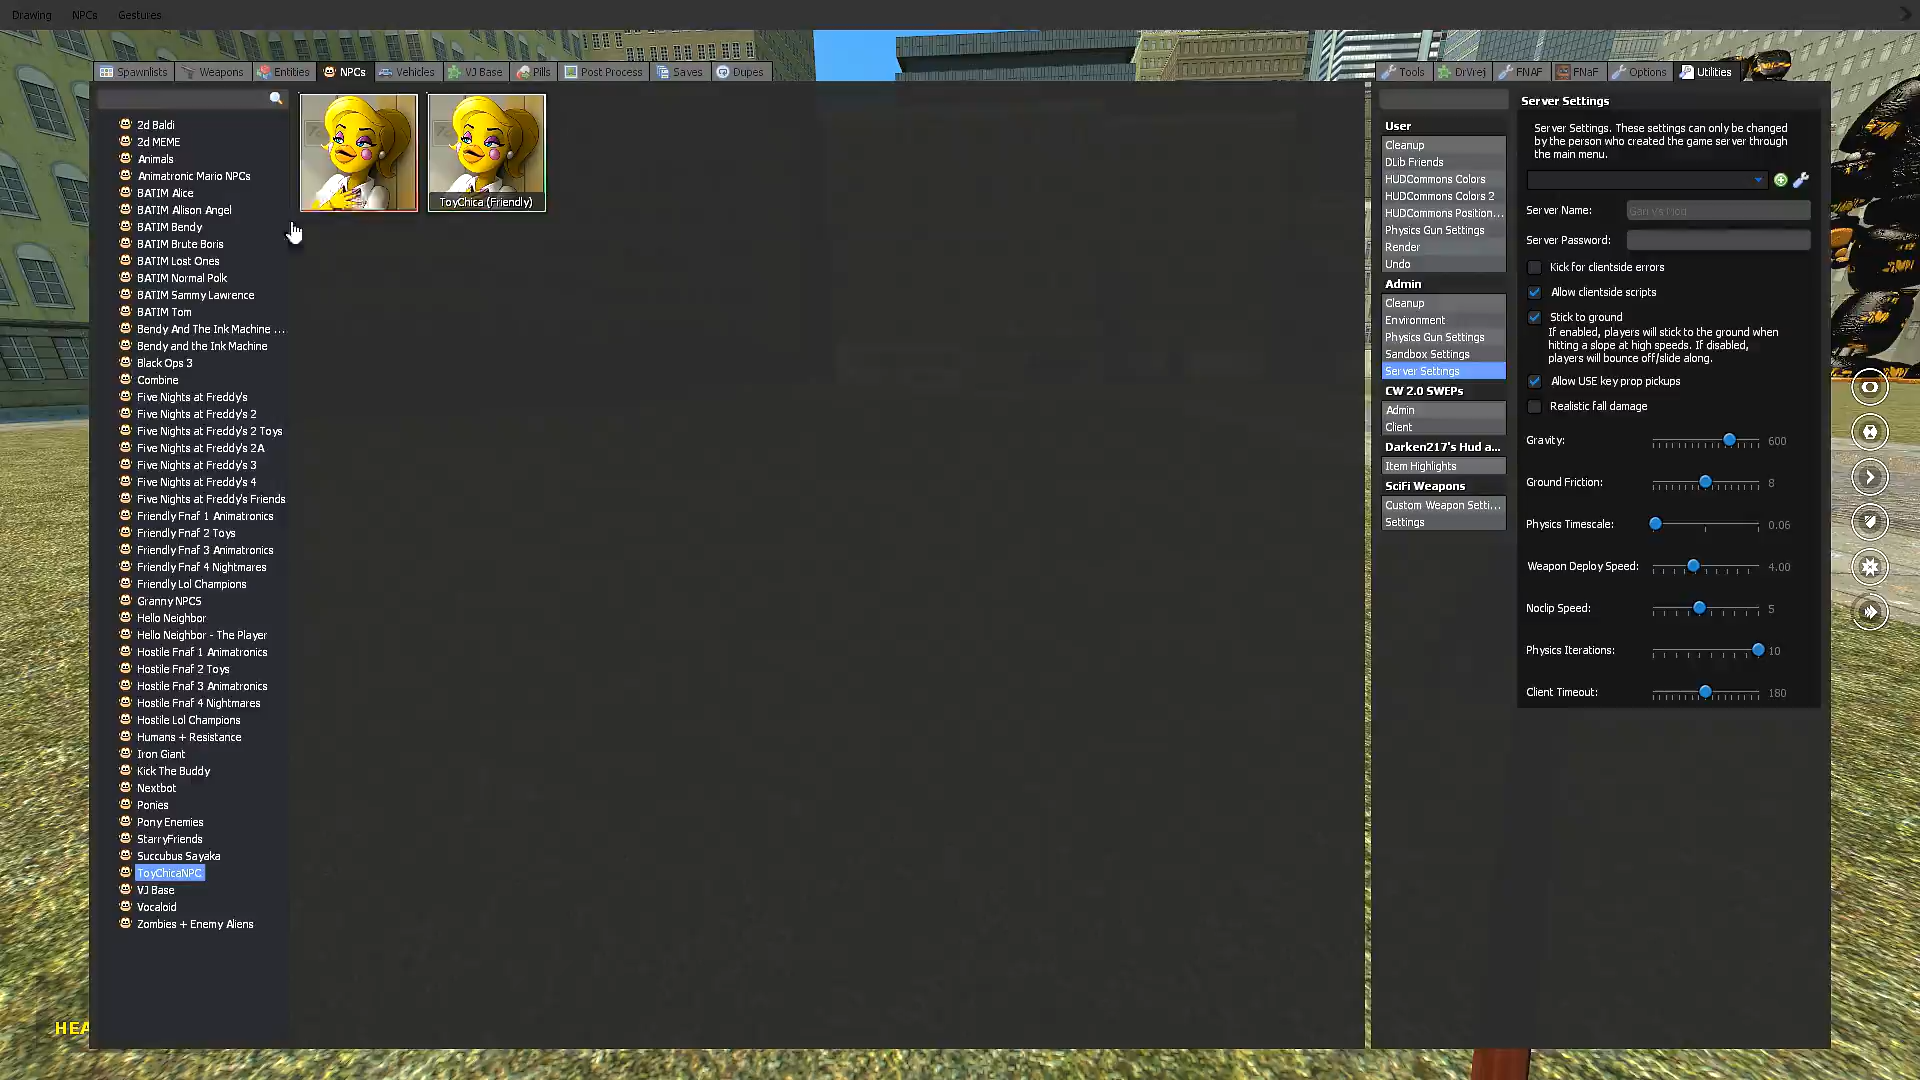 Drawing NPCs Gestures
Spawnlists Weapons Entities NPCs Vehicles VJ Base Pills Post Process Saves Dupes
2d Baldi
2d MEME
Animals
Animatronic Mario NPCs
BATIM Alice
BATIM Allison Angel
BATIM Bendy
BATIM Brute Boris
BATIM Lost Ones
BATIM Normal Polk
BATIM Sammy Lawrence
BATIM Tom
Bendy And The Ink Machine ...
Bendy and the Ink Machine
Black Ops 3
Combine
Five Nights at Freddy's
Five Nights at Freddy's 2
Five Nights at Freddy's 2 Toys
Five Nights at Freddy's 2A
Five Nights at Freddy's 3
Five Nights at Freddy's 4
Five Nights at Freddy's Friends
Friendly Fnaf 1 Animatronics
Friendly Fnaf 2 Toys
Friendly Fnaf 3 Animatronics
Friendly Fnaf 4 Nightmares
Friendly Lol Champions
Granny NPCS
Hello Neighbor
Hello Neighbor - The Player
Hostile Fnaf 1 Animatronics
Hostile Fnaf 2 Toys
Hostile Fnaf 3 Animatronics
Hostile Fnaf 4 Nightmares
Hostile Lol Champions
Humans + Resistance
Iron Giant
Kick The Buddy
Nextbot
Ponies
Pony Enemies
StarryFriends
Succubus Sayaka
ToyChicaNPC
VJ Base
Vocaloid
Zombies + Enemy Aliens
ToyChica (Friendly)
HEA
Tools DrVrej FNAF FNaF Options Utilities
User
Cleanup
DLib Friends
HUDCommons Colors
HUDCommons Colors 2
HUDCommons Position...
Physics Gun Settings
Render
Undo
Admin
Cleanup
Environment
Physics Gun Settings
Sandbox Settings
Server Settings
CW 2.0 SWEPs
Admin
Client
Darken217's Hud a...
Item Highlights
SciFi Weapons
Custom Weapon Setti...
Settings
Server Settings
Server Settings. These settings can only be changed
by the person who created the game server through
the main menu.
Server Name: Garry's Mod
Server Password:
Kick for clientside errors
Allow clientside scripts
Stick to ground
If enabled, players will stick to the ground when
hitting a slope at high speeds. If disabled,
players will bounce off/slide along.
Allow USE key prop pickups
Realistic fall damage
Gravity: 600
Ground Friction: 8
Physics Timescale: 0.06
Weapon Deploy Speed: 4.00
Noclip Speed: 5
Physics Iterations: 10
Client Timeout: 180